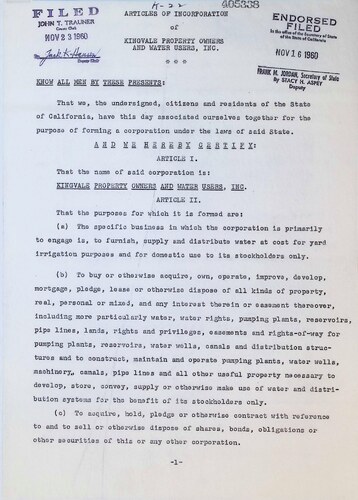 K-22
405338
FILED
JOHN T. TRAINER
County Clerk
NOV 23 1960
Jack K. Hansen
Deputy Clerk
ARTICLES OF INCORPORATION
of
KINGVALE PROPERTY OWNERS
AND WATER USERS, INC.
* * *
ENDORSED
FILED
In the office of the Secretary of State
of the State of California
NOV 16 1960
FRANK M. JORDAN, Secretary of State
By STACY H. ASPEY
Deputy
KNOW ALL MEN BY THESE PRESENTS:
That we, the undersigned, citizens and residents of the State
of California, have this day associated ourselves together for the
purpose of forming a corporation under the laws of said State.
AND WE HEREBY CERTIFY:
ARTICLE I.
That the name of said corporation is:
KINGVALE PROPERTY OWNERS AND WATER USERS, INC.
ARTICLE II.
That the purposes for which it is formed are:
(a) The specific business in which the corporation is primarily
to engage is, to furnish, supply and distribute water at cost for yard
irrigation purposes and for domestic use to its stockholders only.
(b) To buy or otherwise acquire, own, operate, improve, develop,
mortgage, pledge, lease or otherwise dispose of all kinds of property,
real, personal or mixed, and any interest therein or easement thereover,
including more particularly water, water rights, pumping plants, reservoirs,
pipe lines, lands, rights and privileges, easements and rights-of-way for
pumping plants, reservoirs, water wells, canals and distribution struc-
tures and to construct, maintain and operate pumping plants, water wells,
machinery, canals, pipe lines and all other useful property necessary to
develop, store, convey, supply or otherwise make use of water and distri-
bution systems for the benefit of its stockholders only.
(c) To acquire, hold, pledge or otherwise contract with reference
to and to sell or otherwise dispose of shares, bonds, obligations or
other securities of this or any other corporation.
-1-